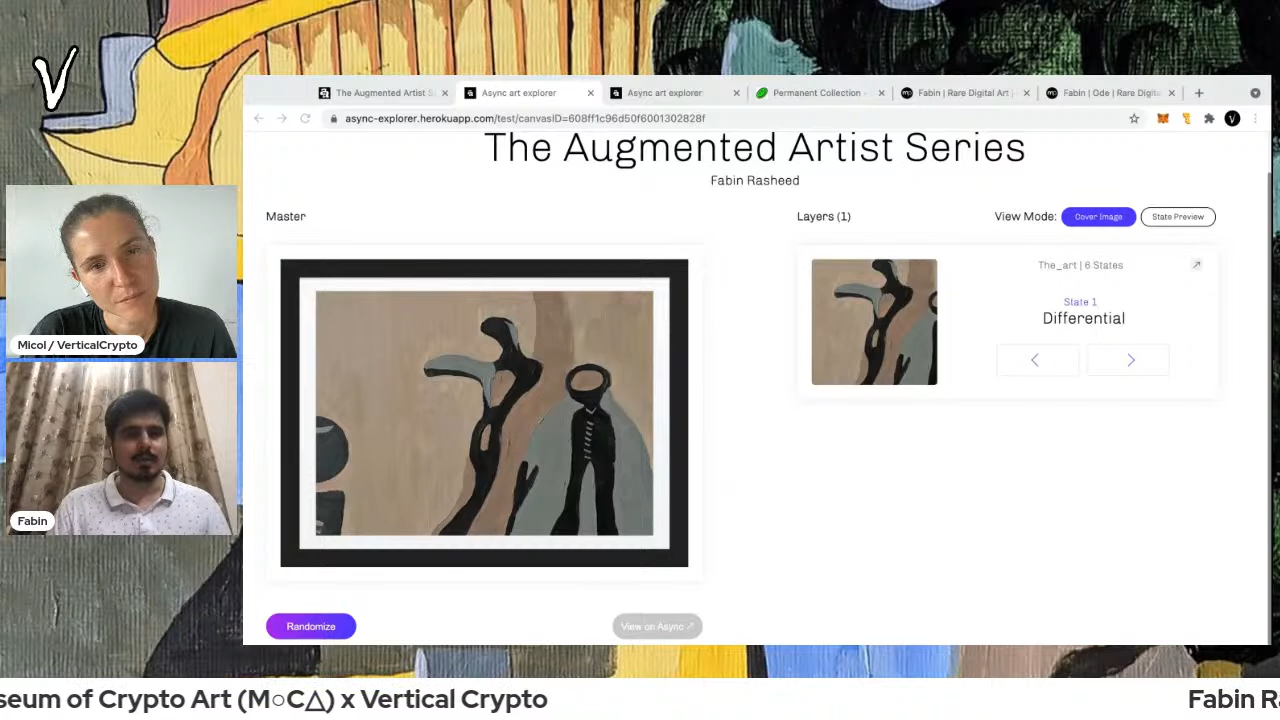 V
The Augmented Artist S
Async art explorer
Async art explorer
Permanent Collection
Fabin | Rare Digital Art |
Fabin | Ode | Rare Digita
async-explorer.herokuapp.com/test/canvasID=608ff1c96d50f6001302828f
The Augmented Artist Series
Fabin Rasheed
Master
Layers (1)
View Mode:
Cover Image
State Preview
The_art | 6 States
State 1
Differential
Micol / VerticalCrypto
Fabin
Randomize
View on Async ↗
seum of Crypto Art (M○C△) x Vertical Crypto
Fabin R